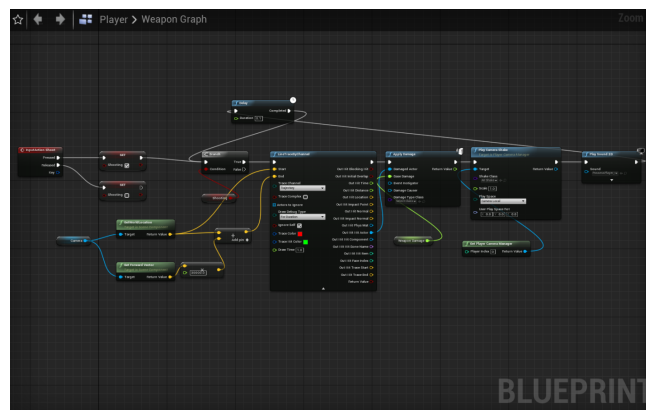 Player > Weapon Graph
Zoom
Delay
Completed
Duration 0.2
InputAction Shoot
Pressed
Released
Key
SET
Shooting
SET
Shooting
Branch
True
Condition
False
Shooting
LineTraceByChannel
Start
End
Trace Channel
Trace Complex
Actors to Ignore
Draw Debug Type
For Duration
Ignore Self
Trace Color
Trace Hit Color
Draw Time
Out Hit Blocking Hit
Out Hit Initial Overlap
Out Hit Time
Out Hit Distance
Out Hit Location
Out Hit Impact Point
Out Hit Normal
Out Hit Impact Normal
Out Hit Phys Mat
Out Hit Hit Actor
Out Hit Hit Component
Out Hit Hit Bone Name
Out Hit Hit Item
Out Hit Face Index
Out Hit Trace Start
Out Hit Trace End
Return Value
Apply Damage
Damaged Actor
Return Value
Base Damage
Event Instigator
Damage Causer
Damage Type Class
Weapon Damage
Play Camera Shake
Target
Return Value
Shake Class
Scale 1.0
Play Space
User Play Space Rot
Get Player Camera Manager
Player Index 0
Return Value
Play Sound 2D
Sound
Camera
GetWorldLocation
Target
Return Value
Get Forward Vector
Target
Return Value
Add pin
BLUEPRINT